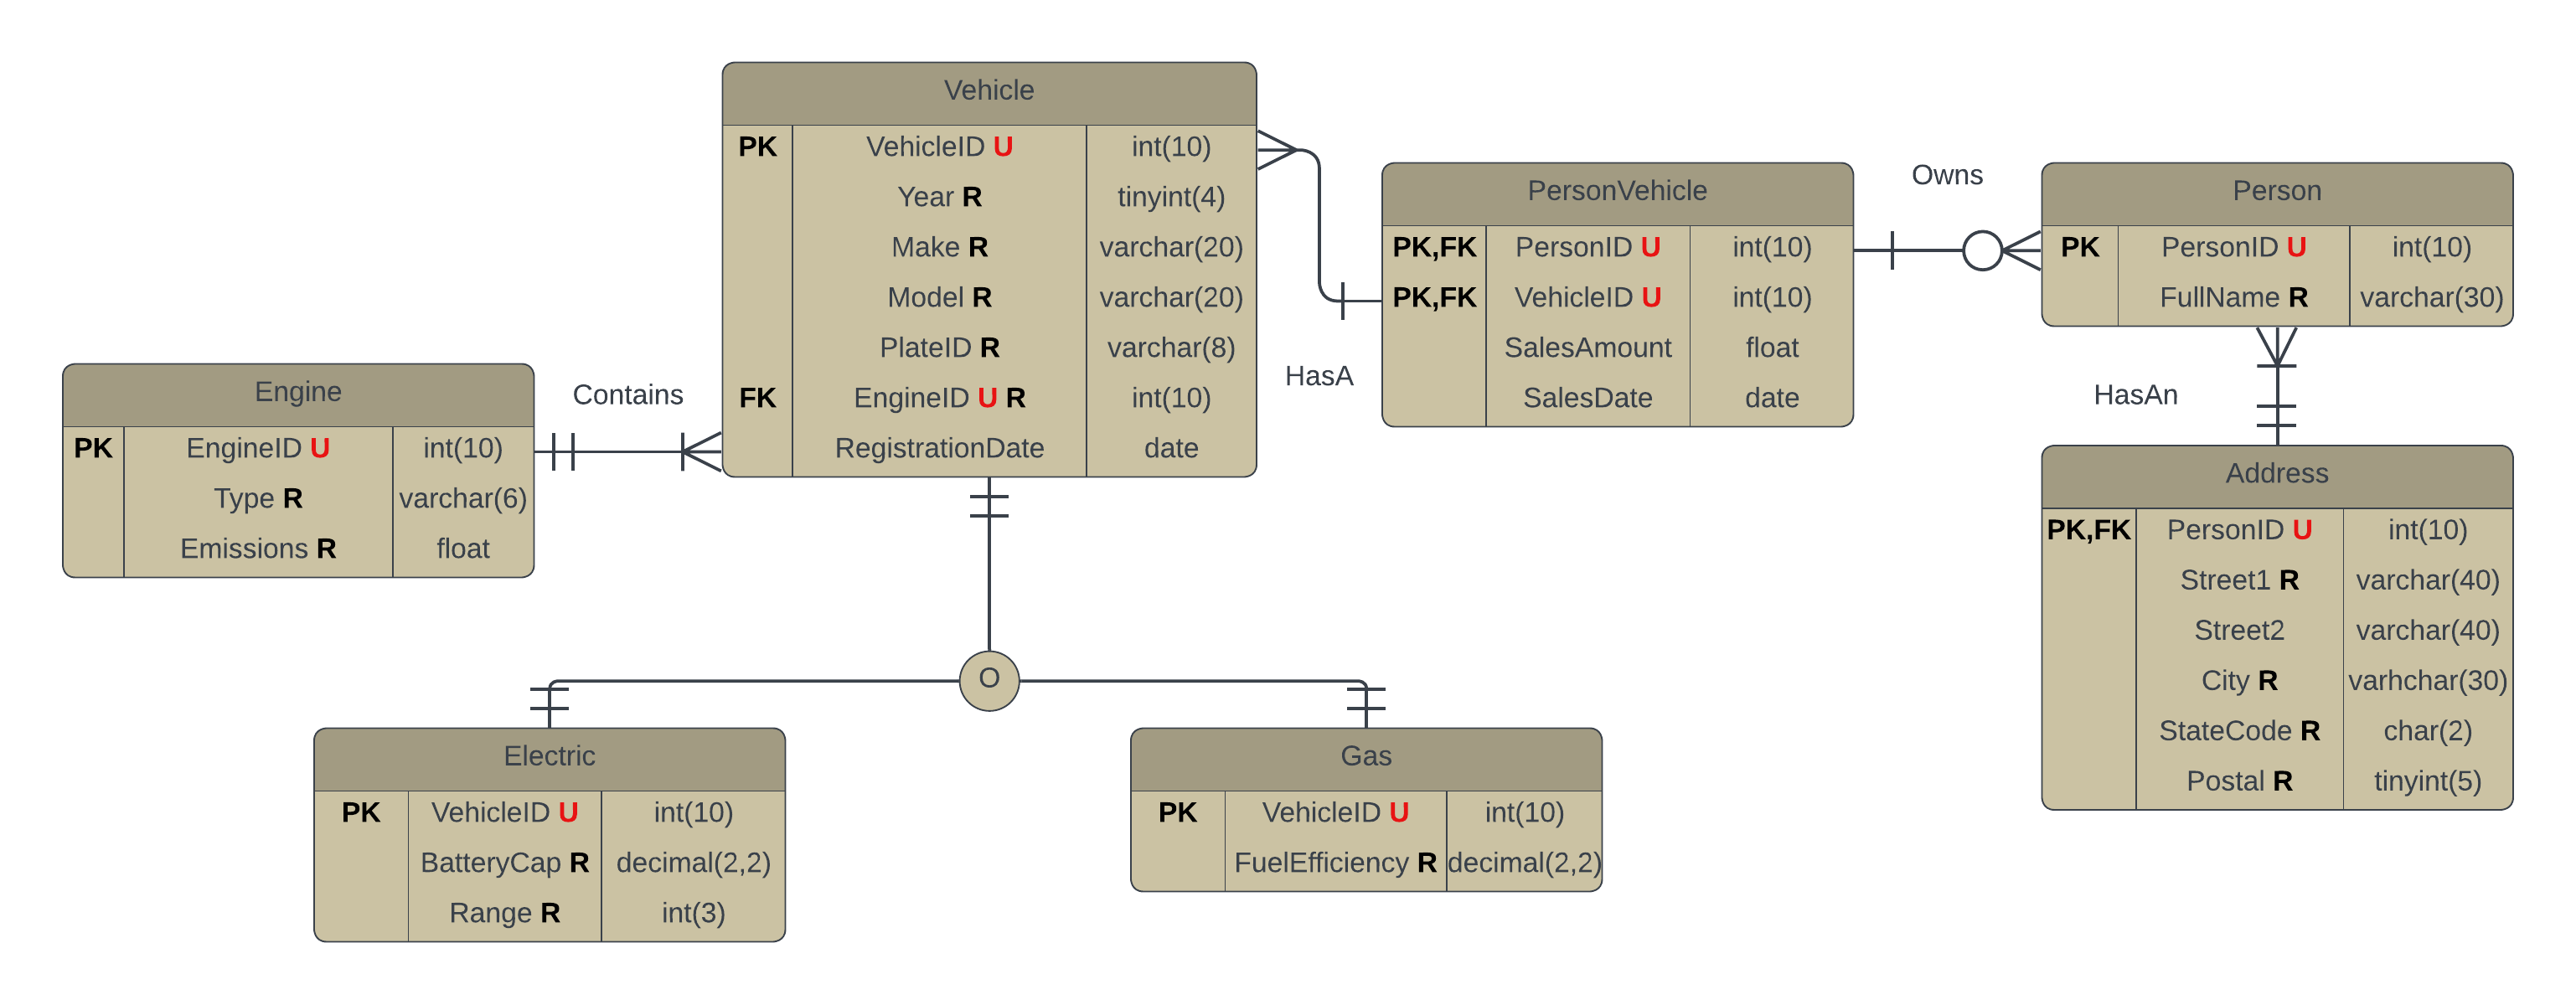 Vehicle
PK VehicleID U int(10)
Year R tinyint(4)
Make R varchar(20)
Model R varchar(20)
PlateID R varchar(8)
FK EngineID U R int(10)
RegistrationDate date
HasA
PersonVehicle
PK,FK PersonID U int(10)
PK,FK VehicleID U int(10)
SalesAmount float
SalesDate date
Owns
Person
PK PersonID U int(10)
FullName R varchar(30)
HasAn
Address
PK,FK PersonID U int(10)
Street1 R varchar(40)
Street2 varchar(40)
City R varhchar(30)
StateCode R char(2)
Postal R tinyint(5)
Engine
PK EngineID U int(10)
Type R varchar(6)
Emissions R float
Contains
O
Electric
PK VehicleID U int(10)
BatteryCap R decimal(2,2)
Range R int(3)
Gas
PK VehicleID U int(10)
FuelEfficiency R decimal(2,2)